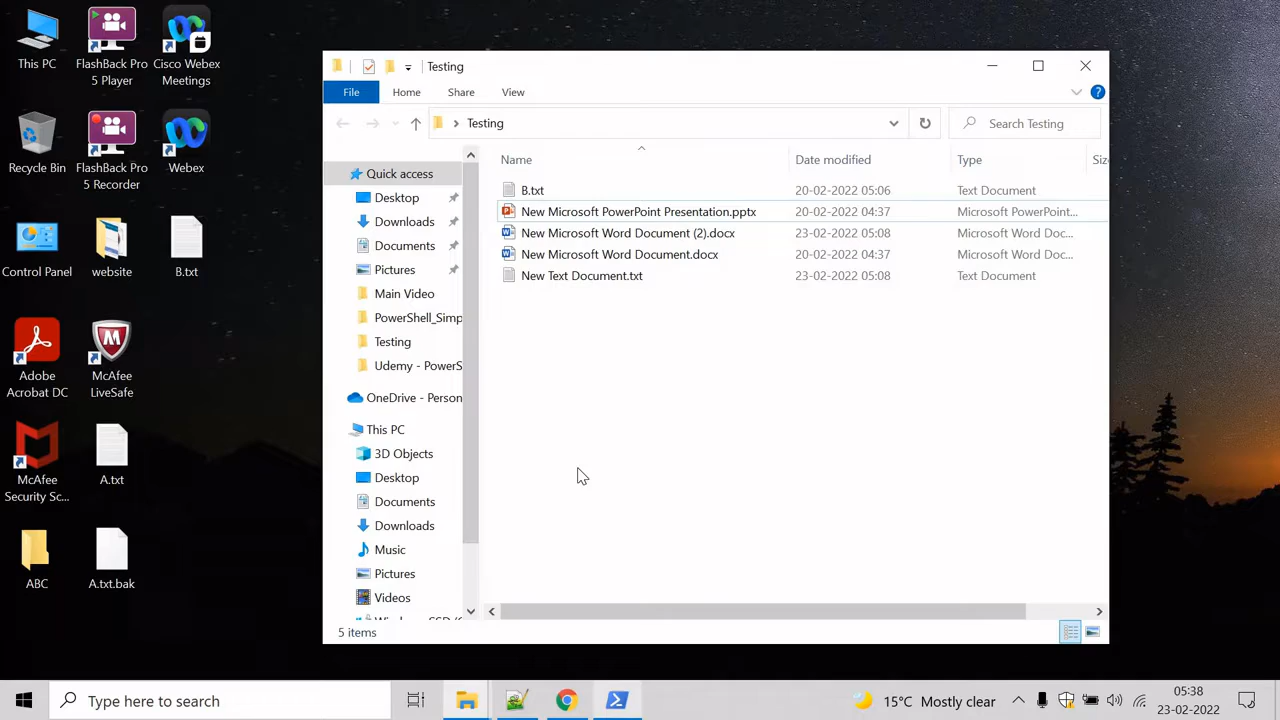 This PC
FlashBack Pro
5 Player
Cisco Webex
Meetings
Recycle Bin
FlashBack Pro
5 Recorder
Webex
Control Panel
website
B.txt
Adobe
Acrobat DC
McAfee
LiveSafe
McAfee
Security Sc...
A.txt
ABC
A.txt.bak
Testing
File
Home
Share
View
?
Testing
Search Testing
Quick access
Desktop
Downloads
Documents
Pictures
Main Video
PowerShell_Simp
Testing
Udemy - PowerS
OneDrive - Person
This PC
3D Objects
Desktop
Documents
Downloads
Music
Pictures
Videos
Name
Date modified
Type
Siz
B.txt
20-02-2022 05:06
Text Document
New Microsoft PowerPoint Presentation.pptx
20-02-2022 04:37
Microsoft PowerPoint...
New Microsoft Word Document (2).docx
23-02-2022 05:08
Microsoft Word Doc...
New Microsoft Word Document.docx
20-02-2022 04:37
Microsoft Word Doc...
New Text Document.txt
23-02-2022 05:08
Text Document
5 items
Type here to search
15°C Mostly clear
05:38
23-02-2022